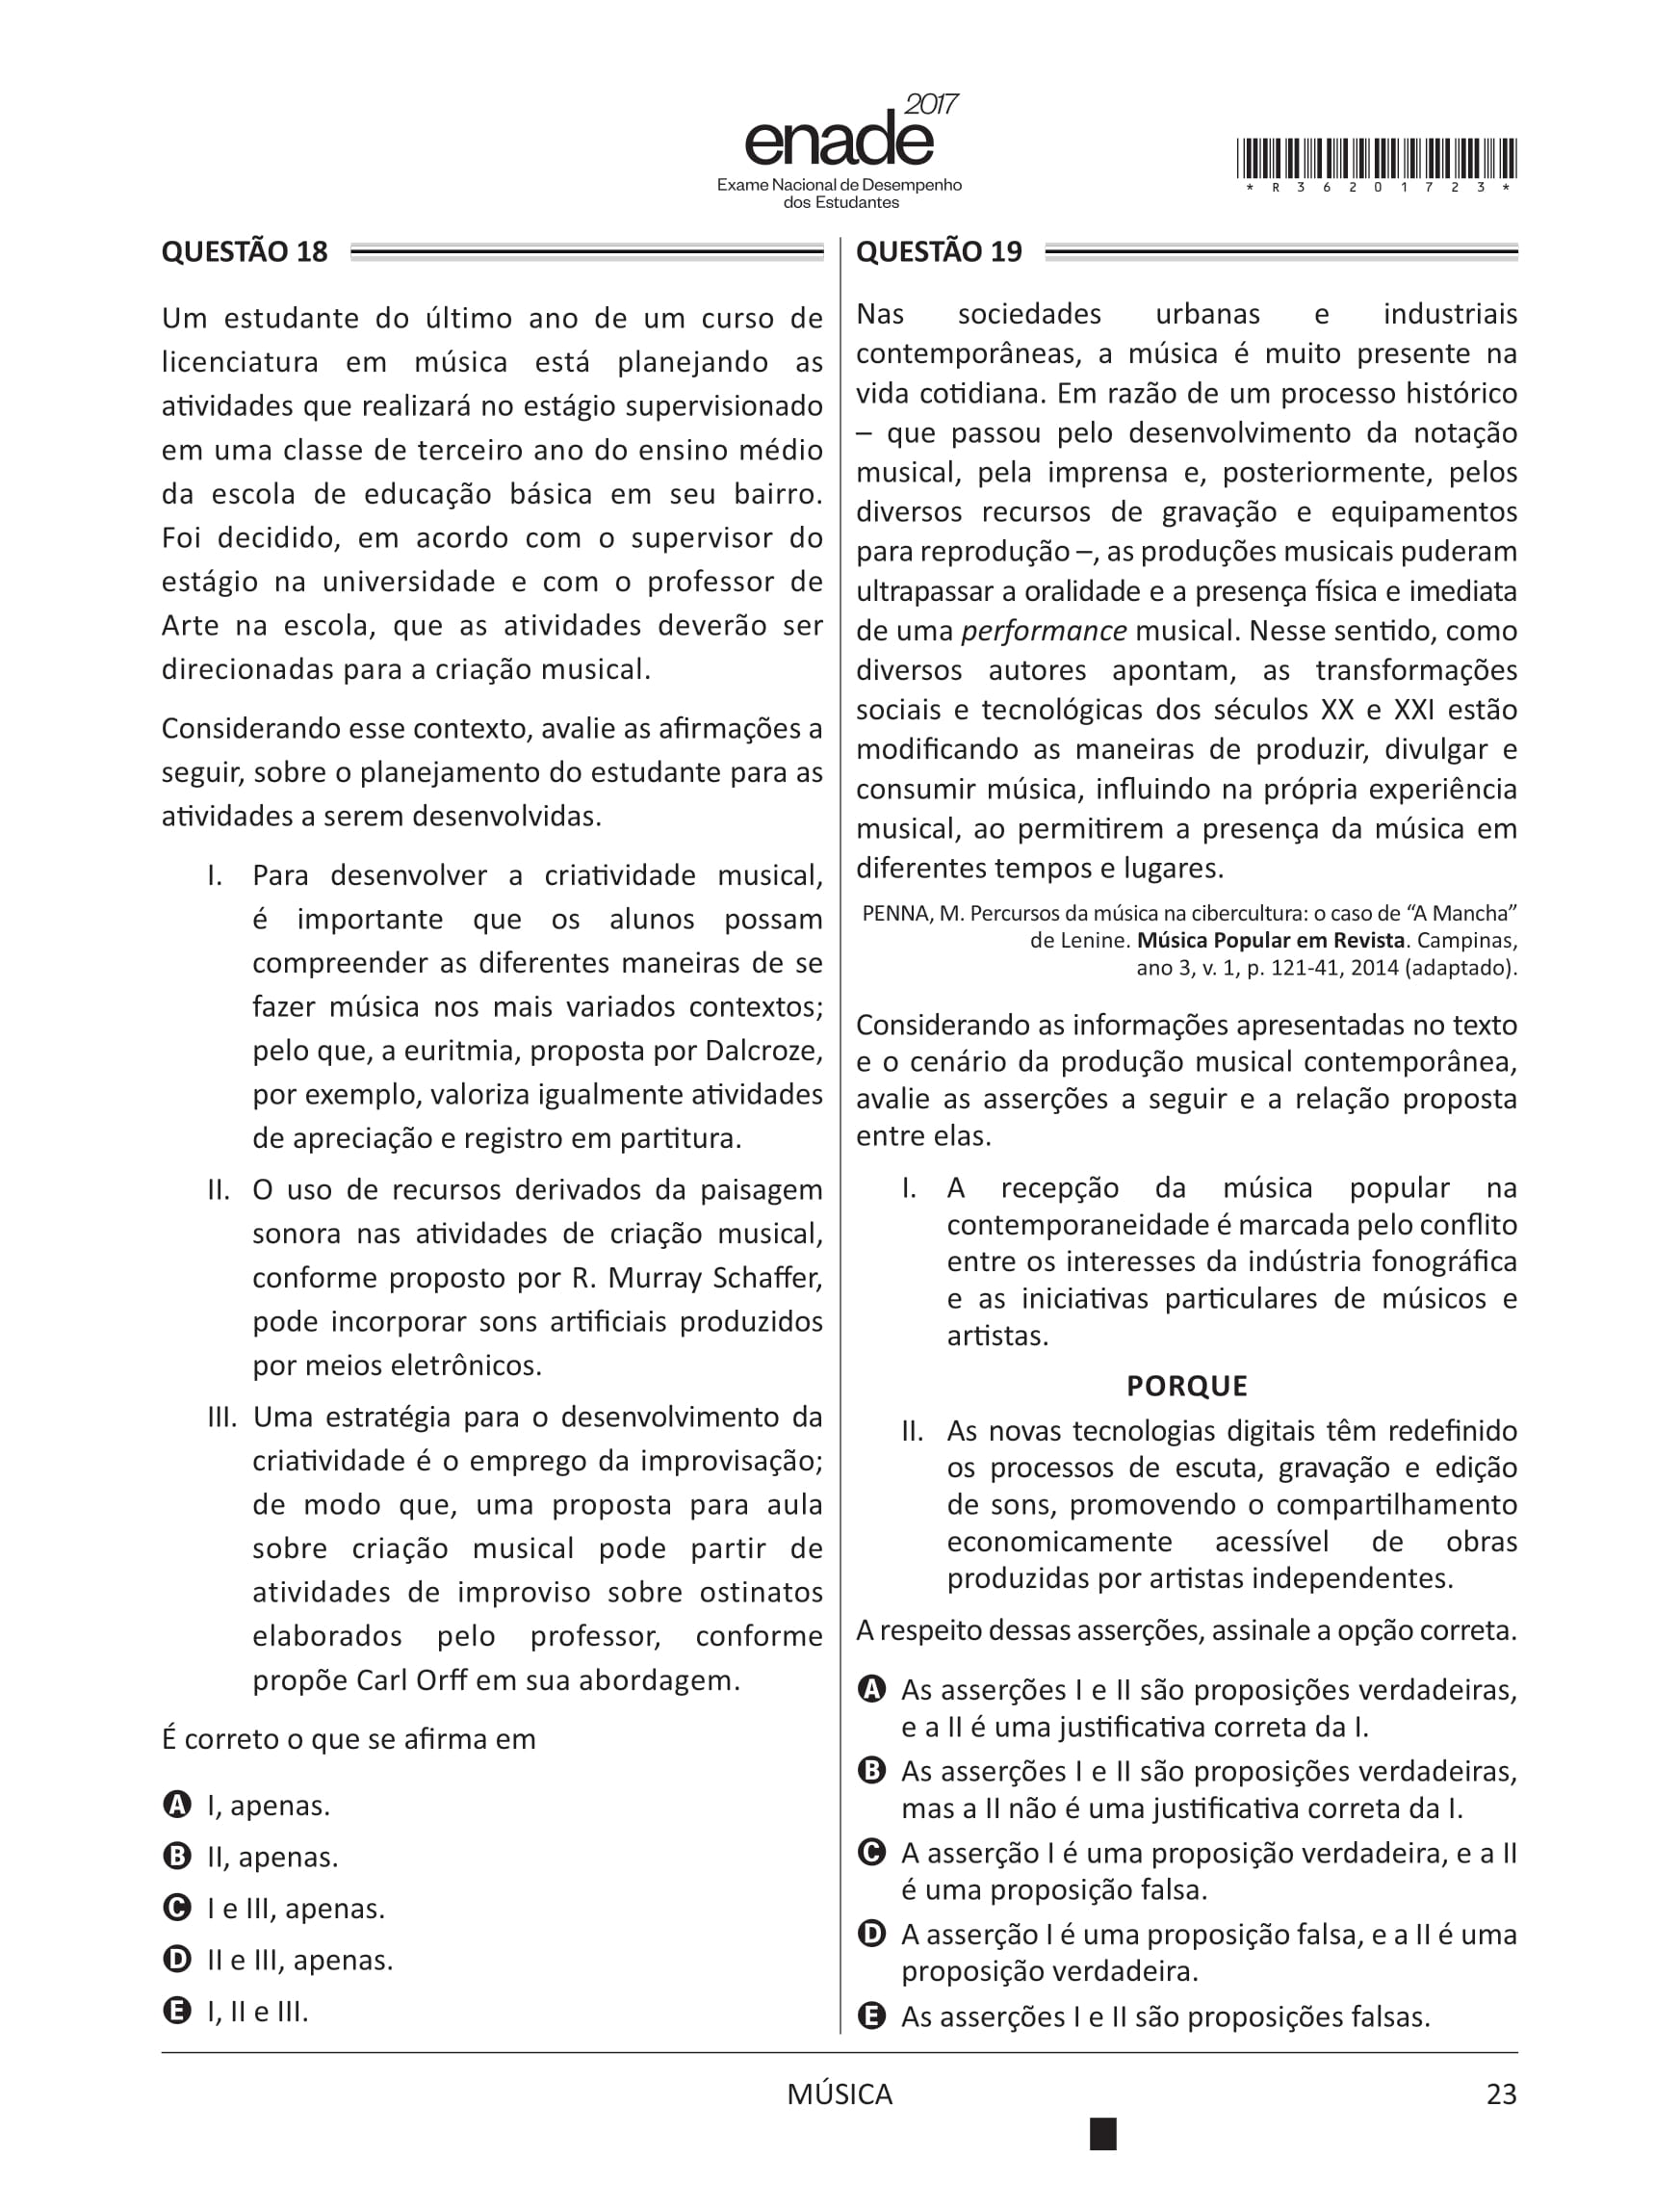 enade 2017
Exame Nacional de Desempenho
dos Estudantes
* R 3 6 2 0 1 7 2 3 *
QUESTÃO 18
Um estudante do último ano de um curso de
licenciatura em música está planejando as
atividades que realizará no estágio supervisionado
em uma classe de terceiro ano do ensino médio
da escola de educação básica em seu bairro.
Foi decidido, em acordo com o supervisor do
estágio na universidade e com o professor de
Arte na escola, que as atividades deverão ser
direcionadas para a criação musical.
Considerando esse contexto, avalie as afirmações a
seguir, sobre o planejamento do estudante para as
atividades a serem desenvolvidas.
I. Para desenvolver a criatividade musical,
é importante que os alunos possam
compreender as diferentes maneiras de se
fazer música nos mais variados contextos;
pelo que, a euritmia, proposta por Dalcroze,
por exemplo, valoriza igualmente atividades
de apreciação e registro em partitura.
II. O uso de recursos derivados da paisagem
sonora nas atividades de criação musical,
conforme proposto por R. Murray Schaffer,
pode incorporar sons artificiais produzidos
por meios eletrônicos.
III. Uma estratégia para o desenvolvimento da
criatividade é o emprego da improvisação;
de modo que, uma proposta para aula
sobre criação musical pode partir de
atividades de improviso sobre ostinatos
elaborados pelo professor, conforme
propõe Carl Orff em sua abordagem.
É correto o que se afirma em
A I, apenas.
B II, apenas.
C I e III, apenas.
D II e III, apenas.
E I, II e III.
QUESTÃO 19
Nas sociedades urbanas e industriais
contemporâneas, a música é muito presente na
vida cotidiana. Em razão de um processo histórico
– que passou pelo desenvolvimento da notação
musical, pela imprensa e, posteriormente, pelos
diversos recursos de gravação e equipamentos
para reprodução –, as produções musicais puderam
ultrapassar a oralidade e a presença física e imediata
de uma performance musical. Nesse sentido, como
diversos autores apontam, as transformações
sociais e tecnológicas dos séculos XX e XXI estão
modificando as maneiras de produzir, divulgar e
consumir música, influindo na própria experiência
musical, ao permitirem a presença da música em
diferentes tempos e lugares.
PENNA, M. Percursos da música na cibercultura: o caso de “A Mancha”
de Lenine. Música Popular em Revista. Campinas,
ano 3, v. 1, p. 121-41, 2014 (adaptado).
Considerando as informações apresentadas no texto
e o cenário da produção musical contemporânea,
avalie as asserções a seguir e a relação proposta
entre elas.
I. A recepção da música popular na
contemporaneidade é marcada pelo conflito
entre os interesses da indústria fonográfica
e as iniciativas particulares de músicos e
artistas.
PORQUE
II. As novas tecnologias digitais têm redefinido
os processos de escuta, gravação e edição
de sons, promovendo o compartilhamento
economicamente acessível de obras
produzidas por artistas independentes.
A respeito dessas asserções, assinale a opção correta.
A As asserções I e II são proposições verdadeiras,
e a II é uma justificativa correta da I.
B As asserções I e II são proposições verdadeiras,
mas a II não é uma justificativa correta da I.
C A asserção I é uma proposição verdadeira, e a II
é uma proposição falsa.
D A asserção I é uma proposição falsa, e a II é uma
proposição verdadeira.
E As asserções I e II são proposições falsas.
MÚSICA
23